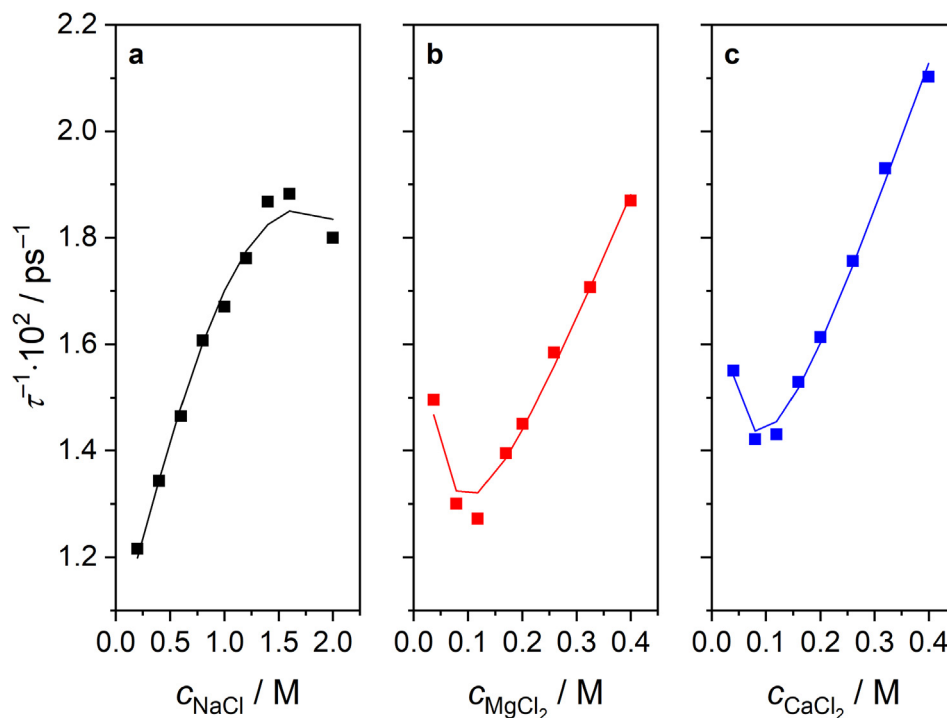 a
b
c
τ⁻¹·10² / ps⁻¹
2.2
2.0
1.8
1.6
1.4
1.2
0.0 0.5 1.0 1.5 2.0
0.0 0.1 0.2 0.3 0.4
0.0 0.1 0.2 0.3 0.4
c_NaCl / M
c_MgCl₂ / M
c_CaCl₂ / M